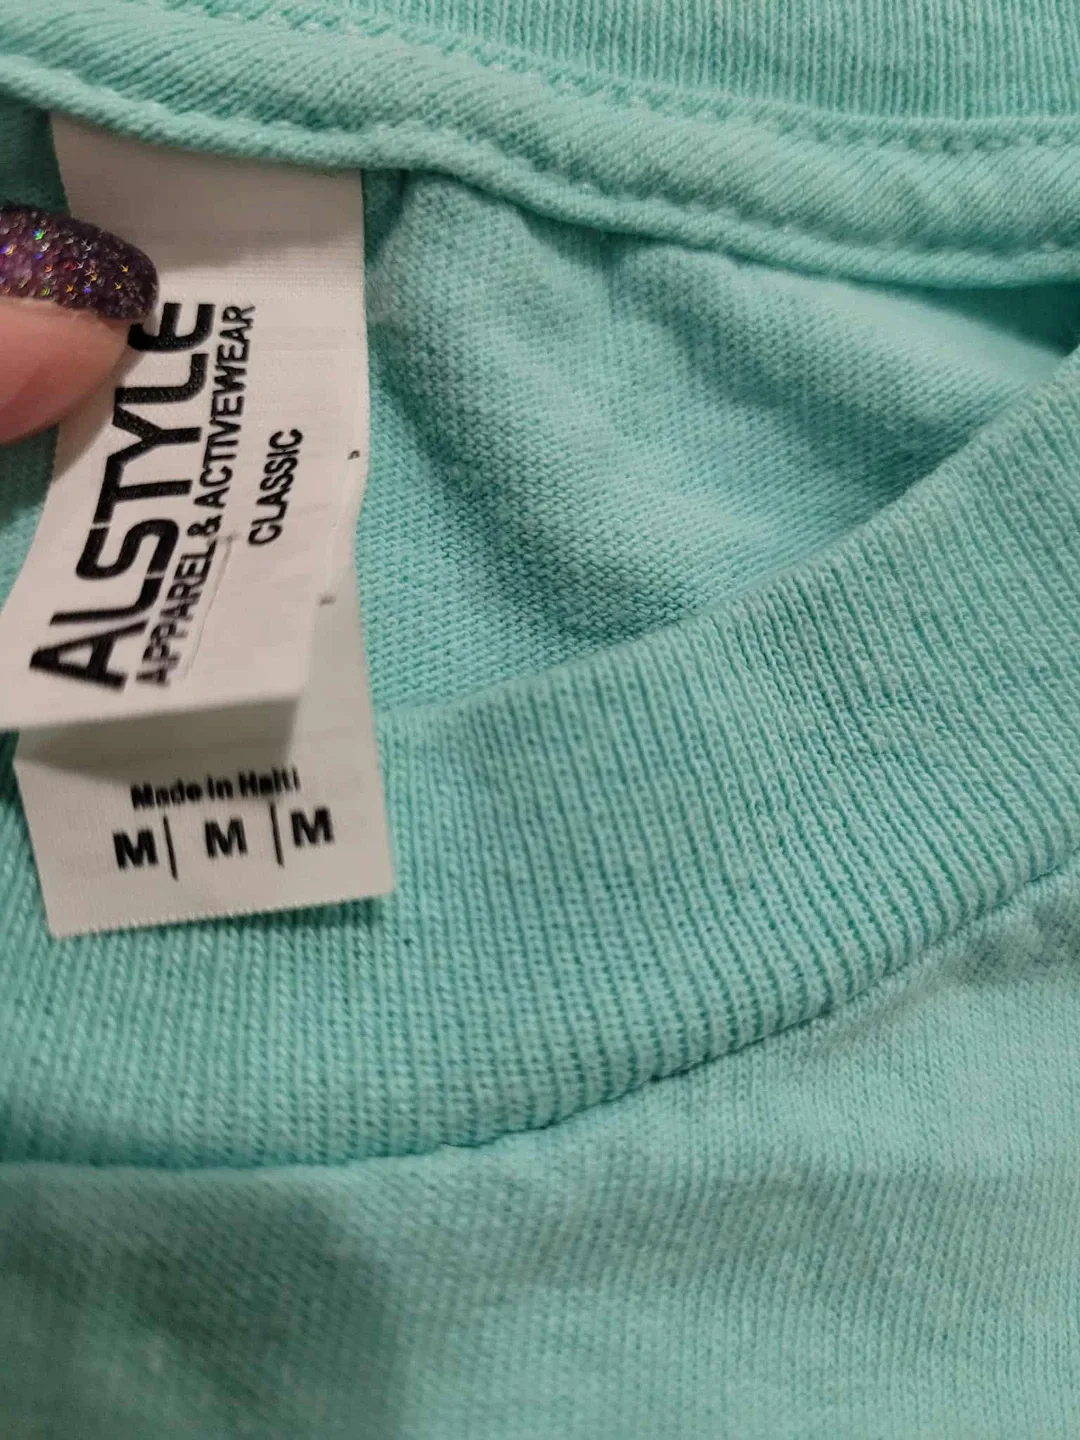 ALSTYLE
APPAREL & ACTIVEWEAR
CLASSIC
Made in Haiti
M | M | M